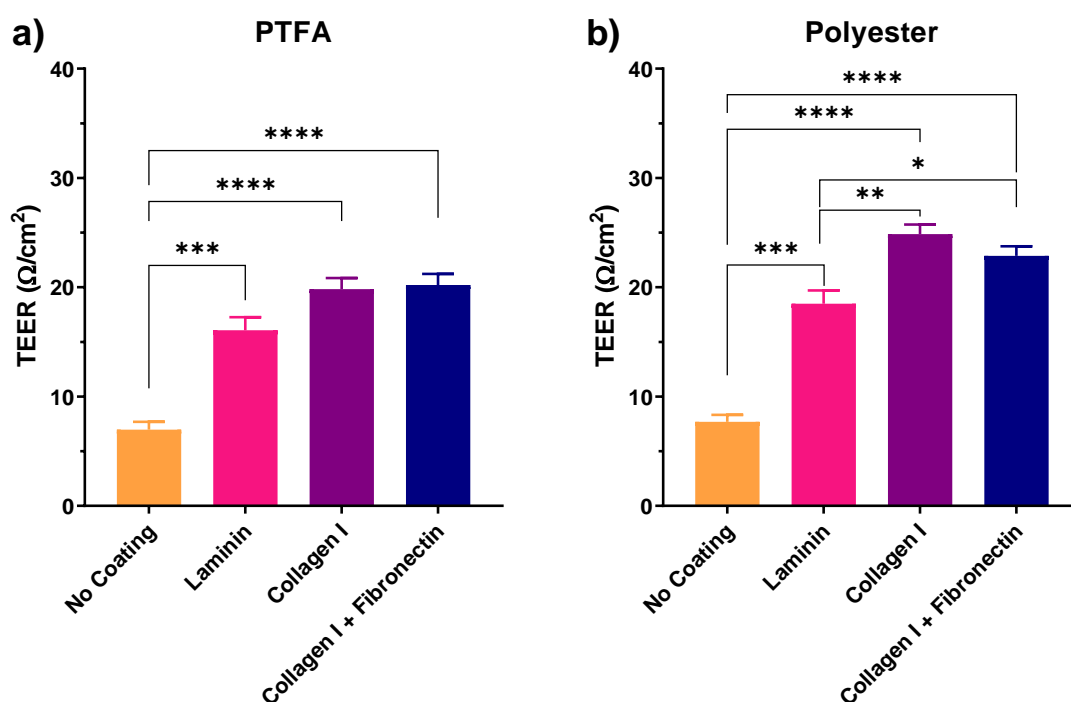 a)
PTFA
40
30
20
10
0
TEER (Ω/cm²)
****
****
***
No Coating
Laminin
Collagen I
Collagen I + Fibronectin
b)
Polyester
40
30
20
10
0
TEER (Ω/cm²)
****
****
*
**
***
No Coating
Laminin
Collagen I
Collagen I + Fibronectin